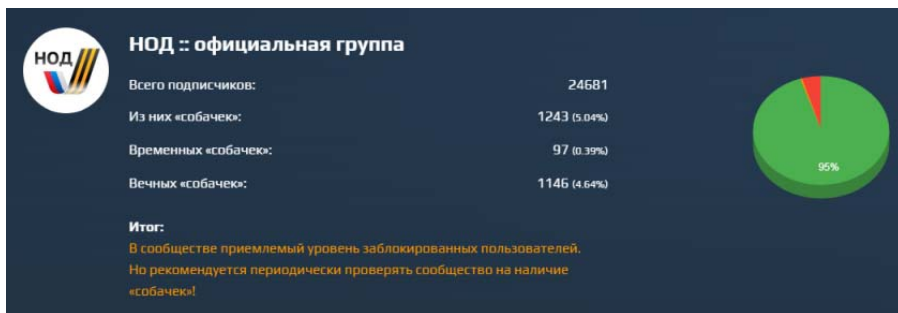 НОД
НОД :: официальная группа
Всего подписчиков: 24681
Из них «собачек»: 1243 (5.04%)
Временных «собачек»: 97 (0.39%)
Вечных «собачек»: 1146 (4.64%)
95%
Итог:
В сообществе приемлемый уровень заблокированных пользователей.
Но рекомендуется периодически проверять сообщество на наличие
«собачек»!